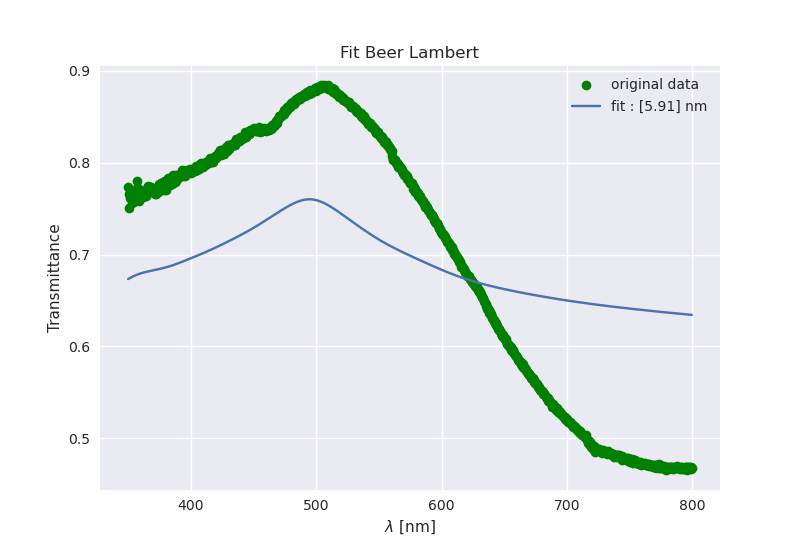 Fit Beer Lambert
original data
fit : [5.91] nm
Transmittance
0.9
0.8
0.7
0.6
0.5
400 500 600 700 800
λ [nm]